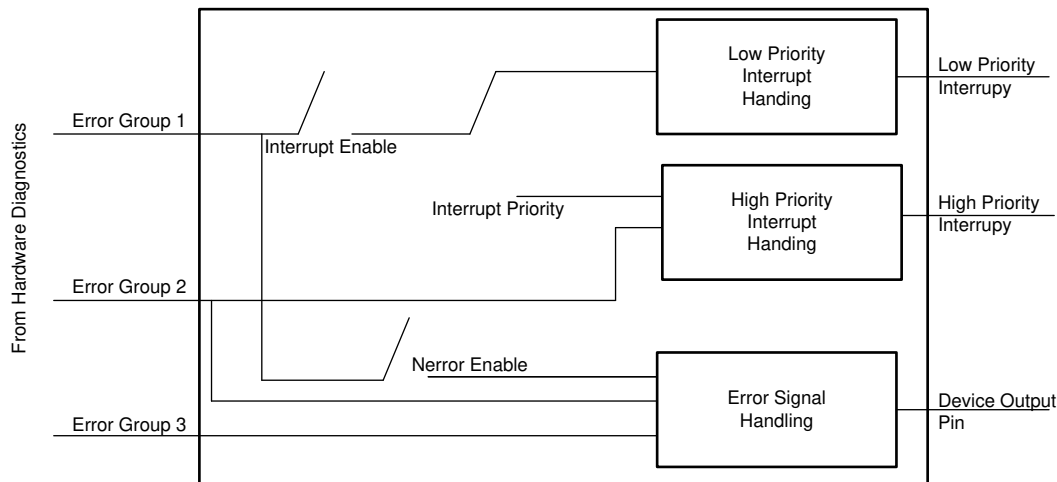 From Hardware Diagnostics
Error Group 1
Interrupt Enable
Low Priority
Interrupt
Handing
Low Priority
Interrupy
Interrupt Priority
High Priority
Interrupt
Handing
High Priority
Interrupy
Error Group 2
Nerror Enable
Error Signal
Handling
Device Output
Pin
Error Group 3